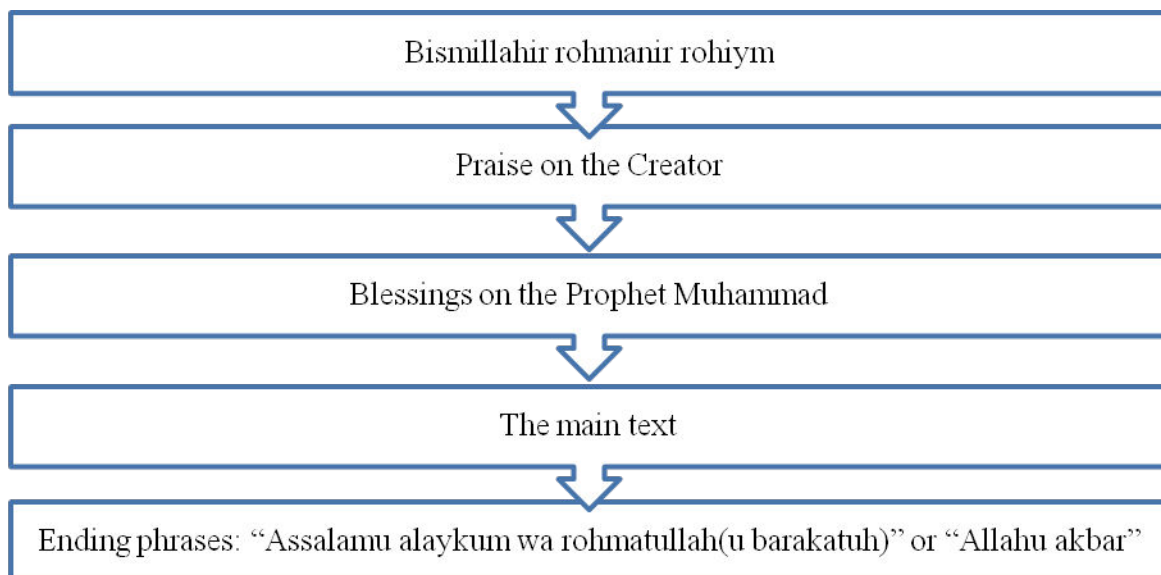 Bismillahir rohmanir rohiym
Praise on the Creator
Blessings on the Prophet Muhammad
The main text
Ending phrases: “Assalamu alaykum wa rohmatullah(u barakatuh)” or “Allahu akbar”